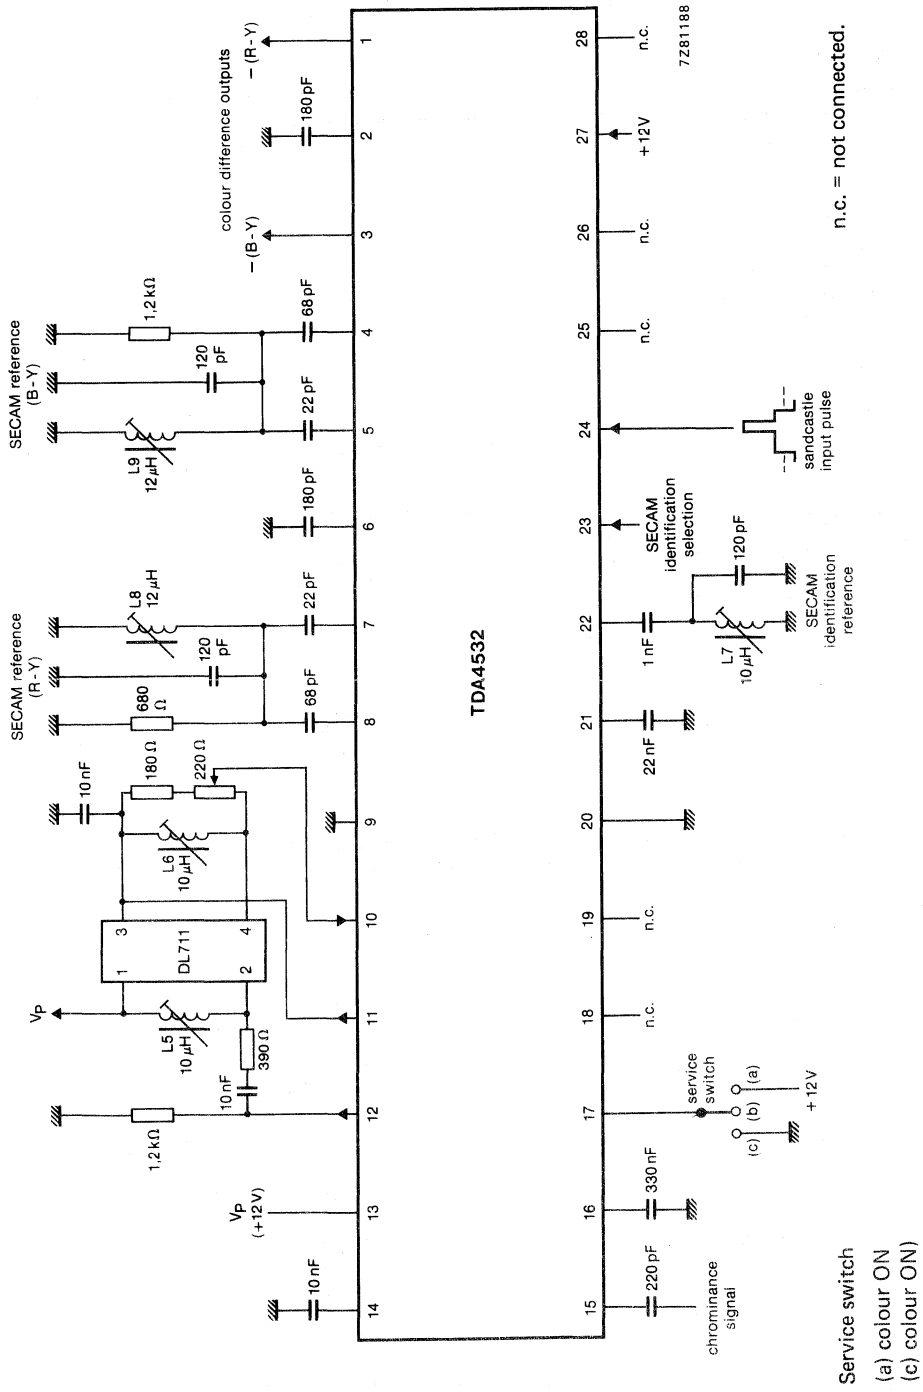 SECAM reference
(R-Y)
SECAM reference
(B-Y)
Vp
10 nF
1,2 kΩ
L5
10 µH
1
3
DL711
2
4
L6
10 µH
180 Ω
220 Ω
680
Ω
120
pF
L8
12 µH
L9
12 µH
120
pF
1,2 kΩ
colour difference outputs
Vp
(+12 V)
10 nF
390 Ω
−(B-Y)
−(R-Y)
10 nF
68 pF
22 pF
180 pF
22 pF
68 pF
180 pF
14
13
12
11
10
9
8
7
6
5
4
3
2
1
TDA4532
15
16
17
18
19
20
21
22
23
24
25
26
27
28
220 pF
330 nF
n.c.
n.c.
22 nF
1 nF
SECAM
identification
selection
n.c.
n.c.
+12V
n.c.
7Z81188
chrominance
signal
service
switch
(c)
(b)
(a)
+12 V
L7
10 µH
120 pF
SECAM
identification
reference
sandcastle
input pulse
n.c. = not connected.
Service switch
(a) colour ON
(c) colour ON)